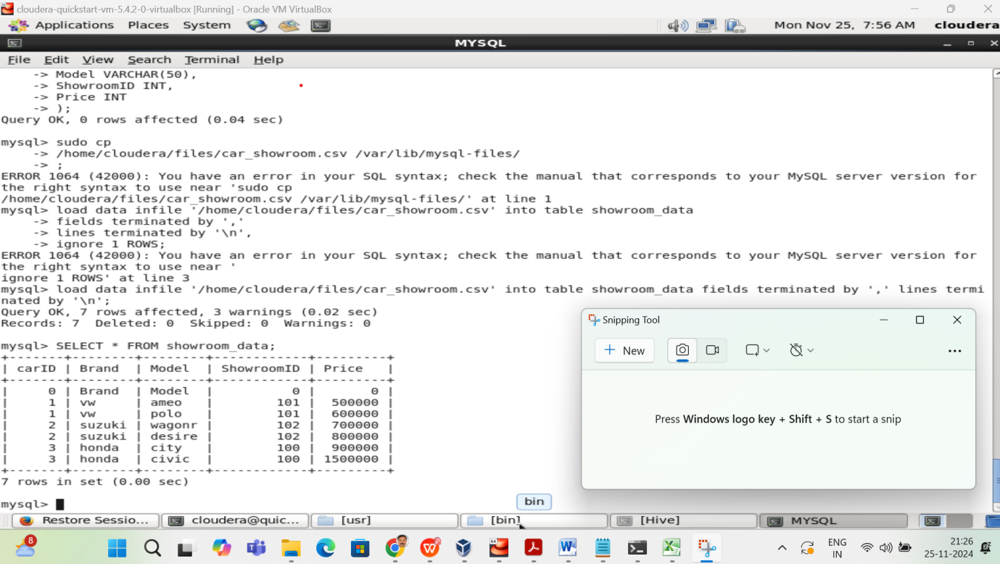 cloudera-quickstart-vm-5.4.2-0-virtualbox [Running] - Oracle VM VirtualBox
Applications Places System Mon Nov 25, 7:56 AM cloudera
MYSQL
File Edit View Search Terminal Help
-> Model VARCHAR(50),
-> ShowroomID INT,
-> Price INT
-> );
Query OK, 0 rows affected (0.04 sec)
mysql> sudo cp
-> /home/cloudera/files/car_showroom.csv /var/lib/mysql-files/
-> ;
ERROR 1064 (42000): You have an error in your SQL syntax; check the manual that corresponds to your MySQL server version for
the right syntax to use near 'sudo cp
/home/cloudera/files/car_showroom.csv /var/lib/mysql-files/' at line 1
mysql> load data infile '/home/cloudera/files/car_showroom.csv' into table showroom_data
-> fields terminated by ','
-> lines terminated by '\n',
-> ignore 1 ROWS;
ERROR 1064 (42000): You have an error in your SQL syntax; check the manual that corresponds to your MySQL server version for
the right syntax to use near '
ignore 1 ROWS' at line 3
mysql> load data infile '/home/cloudera/files/car_showroom.csv' into table showroom_data fields terminated by ',' lines termi
nated by '\n';
Query OK, 7 rows affected, 3 warnings (0.02 sec)
Records: 7 Deleted: 0 Skipped: 0 Warnings: 0
mysql> SELECT * FROM showroom_data;
+-------+--------+--------+------------+---------+
| carID | Brand | Model | ShowroomID | Price |
+-------+--------+--------+------------+---------+
| 0 | Brand | Model | 0 | 0 |
| 1 | vw | ameo | 101 | 500000 |
| 1 | vw | polo | 101 | 600000 |
| 2 | suzuki | wagonr | 102 | 700000 |
| 2 | suzuki | desire | 102 | 800000 |
| 3 | honda | city | 100 | 900000 |
| 3 | honda | civic | 100 | 1500000 |
+-------+--------+--------+------------+---------+
7 rows in set (0.00 sec)
mysql>
Snipping Tool
New
Press Windows logo key + Shift + S to start a snip
bin
Restore Sessio... cloudera@quic... [usr] [bin] [Hive] MYSQL
8
64
ENG
IN
21:26
25-11-2024